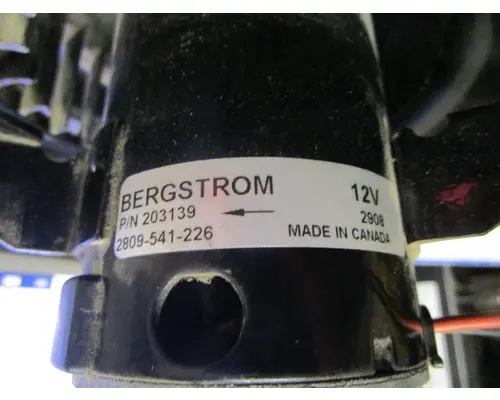 BERGSTROM 12V
P/N 203139 ← 2908
2809-541-226 MADE IN CANADA